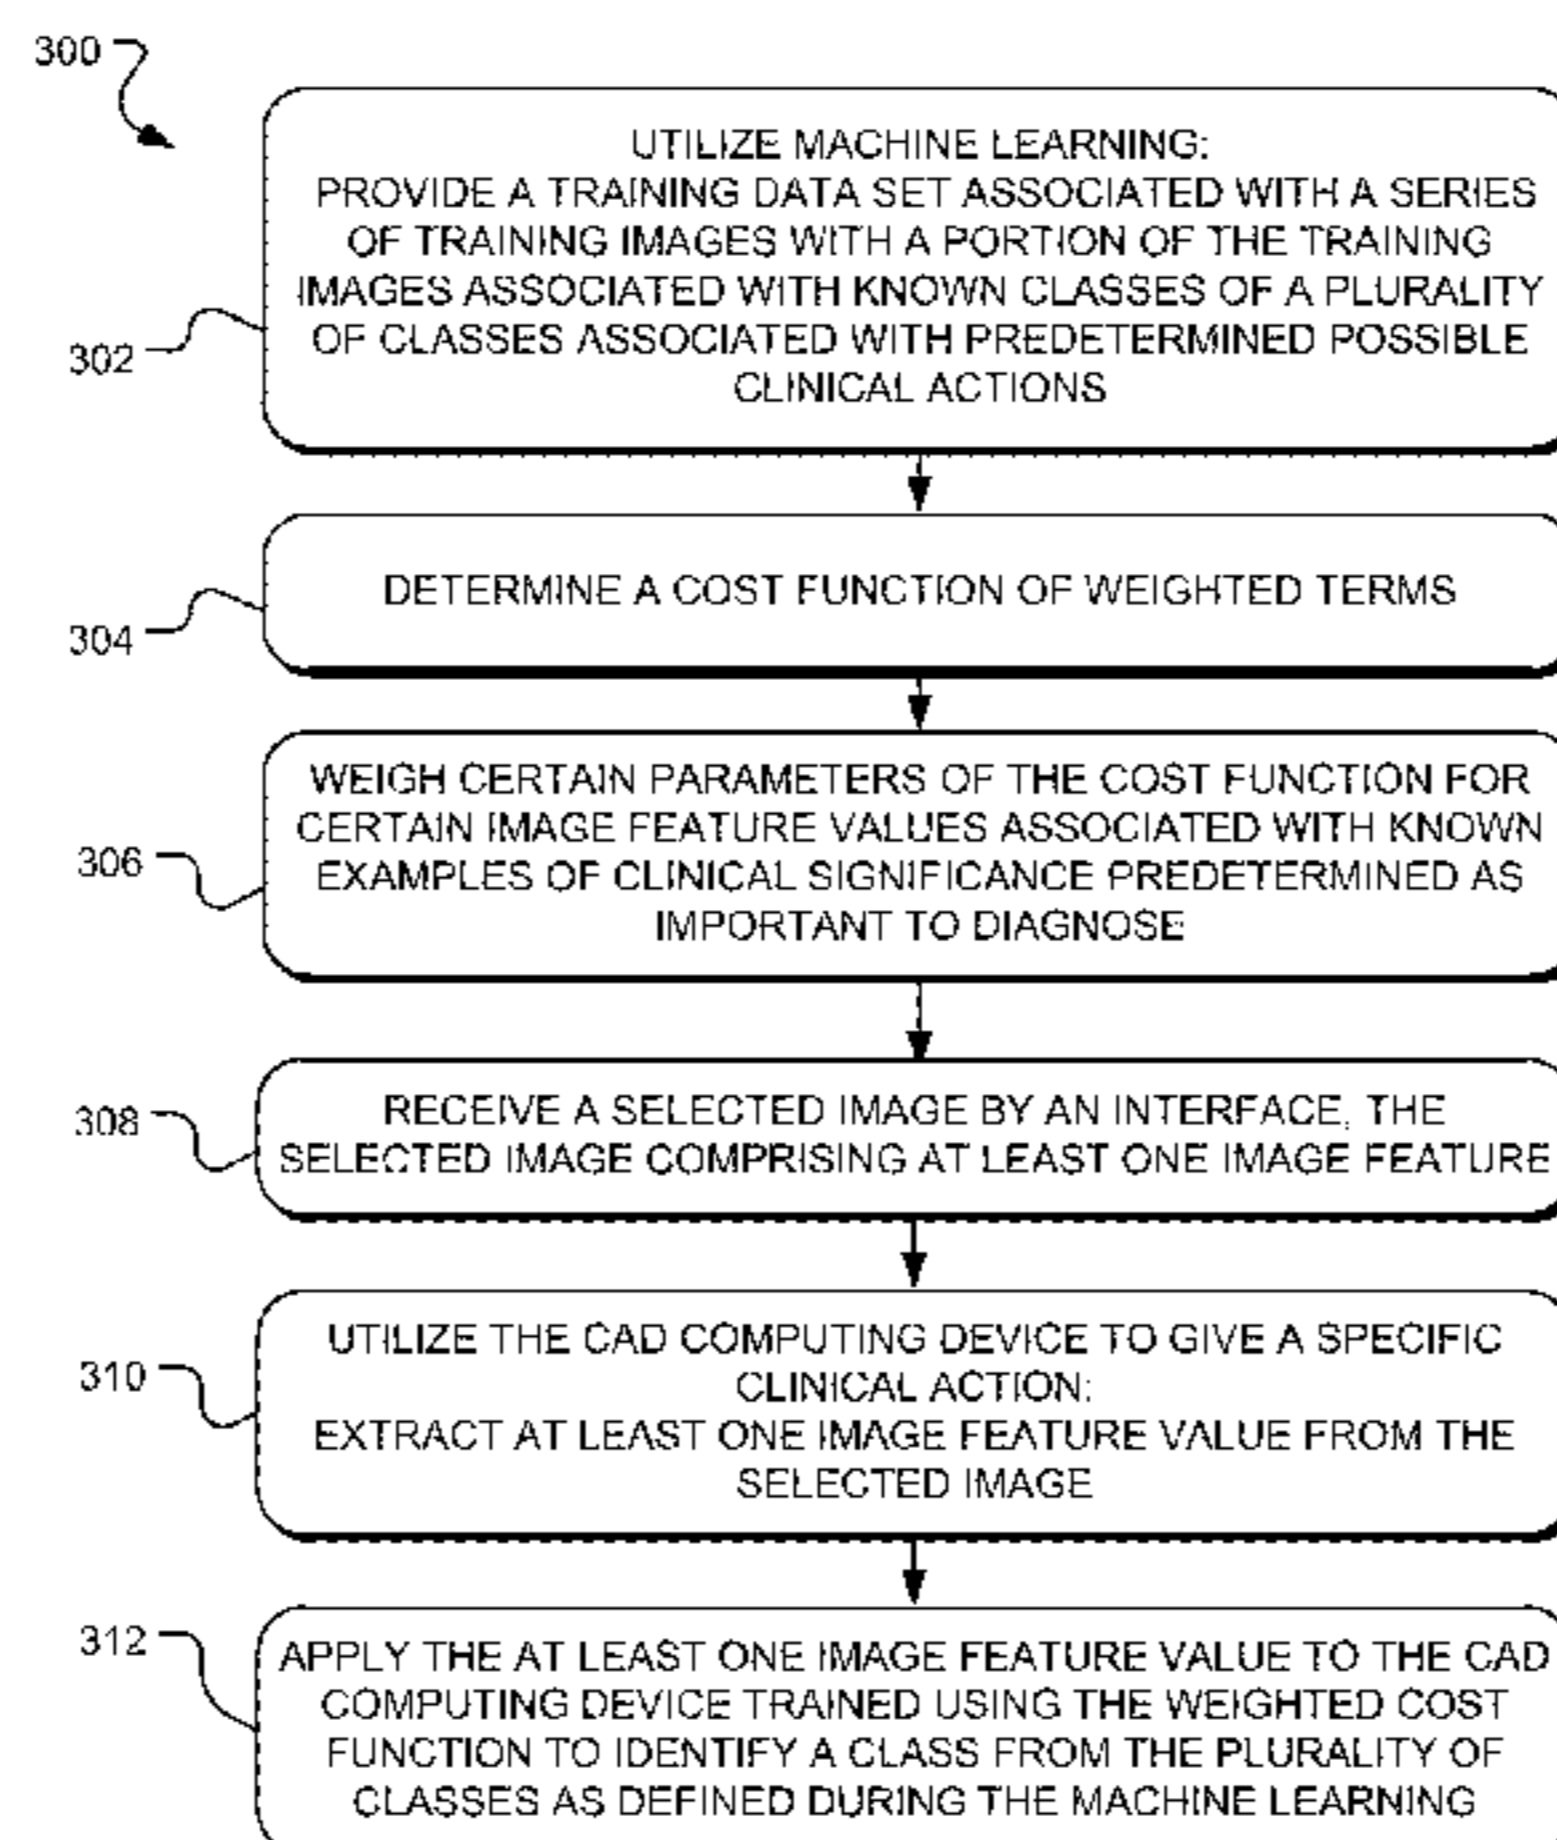 300
UTILIZE MACHINE LEARNING:
PROVIDE A TRAINING DATA SET ASSOCIATED WITH A SERIES
OF TRAINING IMAGES WITH A PORTION OF THE TRAINING
IMAGES ASSOCIATED WITH KNOWN CLASSES OF A PLURALITY
OF CLASSES ASSOCIATED WITH PREDETERMINED POSSIBLE
CLINICAL ACTIONS
302
DETERMINE A COST FUNCTION OF WEIGHTED TERMS
304
WEIGH CERTAIN PARAMETERS OF THE COST FUNCTION FOR
CERTAIN IMAGE FEATURE VALUES ASSOCIATED WITH KNOWN
EXAMPLES OF CLINICAL SIGNIFICANCE PREDETERMINED AS
IMPORTANT TO DIAGNOSE
306
RECEIVE A SELECTED IMAGE BY AN INTERFACE, THE
SELECTED IMAGE COMPRISING AT LEAST ONE IMAGE FEATURE
308
UTILIZE THE CAD COMPUTING DEVICE TO GIVE A SPECIFIC
CLINICAL ACTION:
EXTRACT AT LEAST ONE IMAGE FEATURE VALUE FROM THE
SELECTED IMAGE
310
APPLY THE AT LEAST ONE IMAGE FEATURE VALUE TO THE CAD
COMPUTING DEVICE TRAINED USING THE WEIGHTED COST
FUNCTION TO IDENTIFY A CLASS FROM THE PLURALITY OF
CLASSES AS DEFINED DURING THE MACHINE LEARNING
312